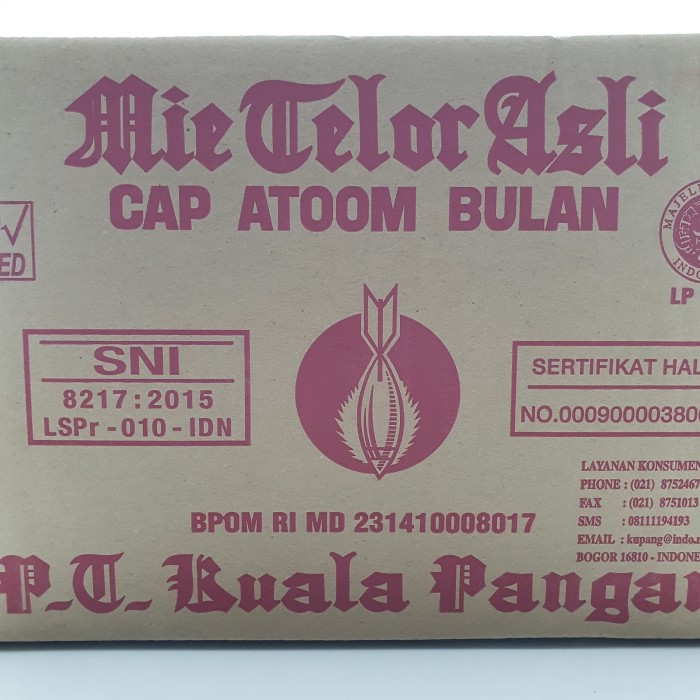 Mie Telor Asli
CAP ATOOM BULAN
ED
LP
SNI
8217 : 2015
LSPr - 010 - IDN
SERTIFIKAT HAL
NO.00090000380
LAYANAN KONSUMEN
PHONE : (021) 8752467
FAX : (021) 8751013
SMS : 08111194193
EMAIL : kupang@indo.n
BOGOR 16810 - INDONE
BPOM RI MD 231410008017
P.T. Kuala Pangan